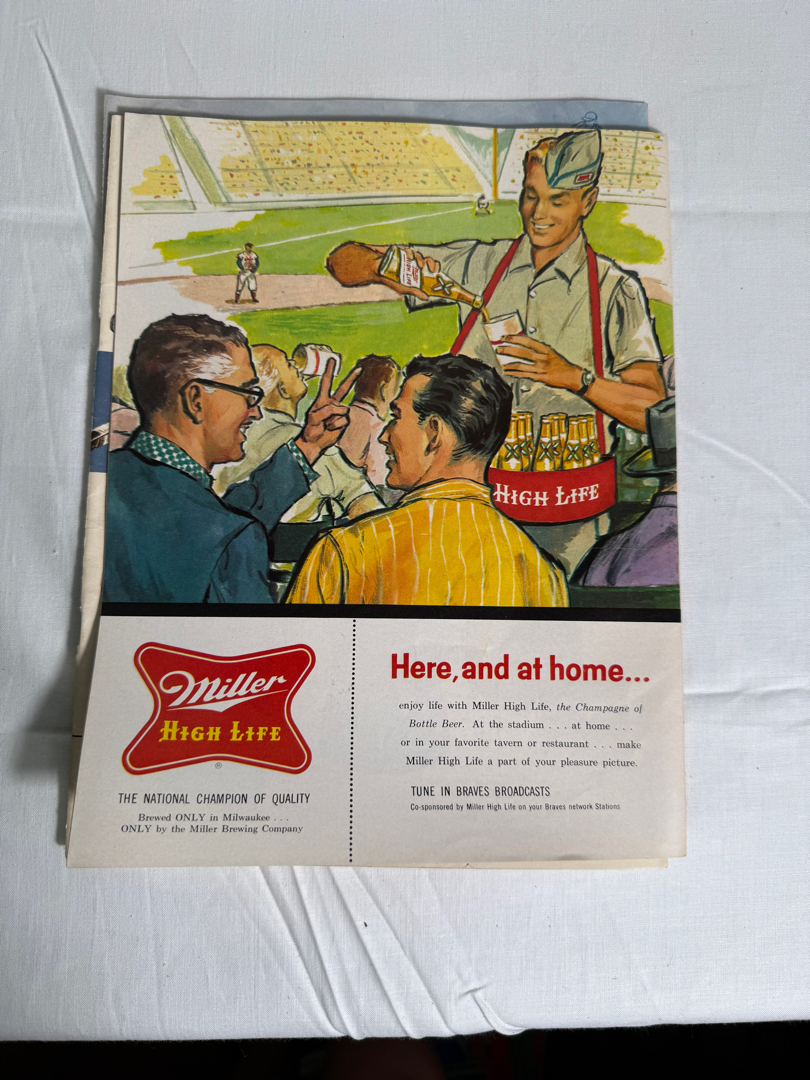 HIGH LIFE
Miller
HIGH LIFE
®
THE NATIONAL CHAMPION OF QUALITY
Brewed ONLY in Milwaukee . . .
ONLY by the Miller Brewing Company
Here, and at home...
enjoy life with Miller High Life, the Champagne of
Bottle Beer. At the stadium . . . at home . . .
or in your favorite tavern or restaurant . . . make
Miller High Life a part of your pleasure picture.
TUNE IN BRAVES BROADCASTS
Co-sponsored by Miller High Life on your Braves network Stations